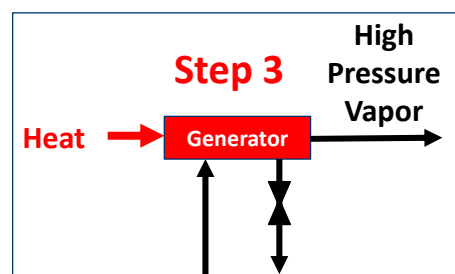 High
Pressure
Vapor
Step 3
Heat
Generator